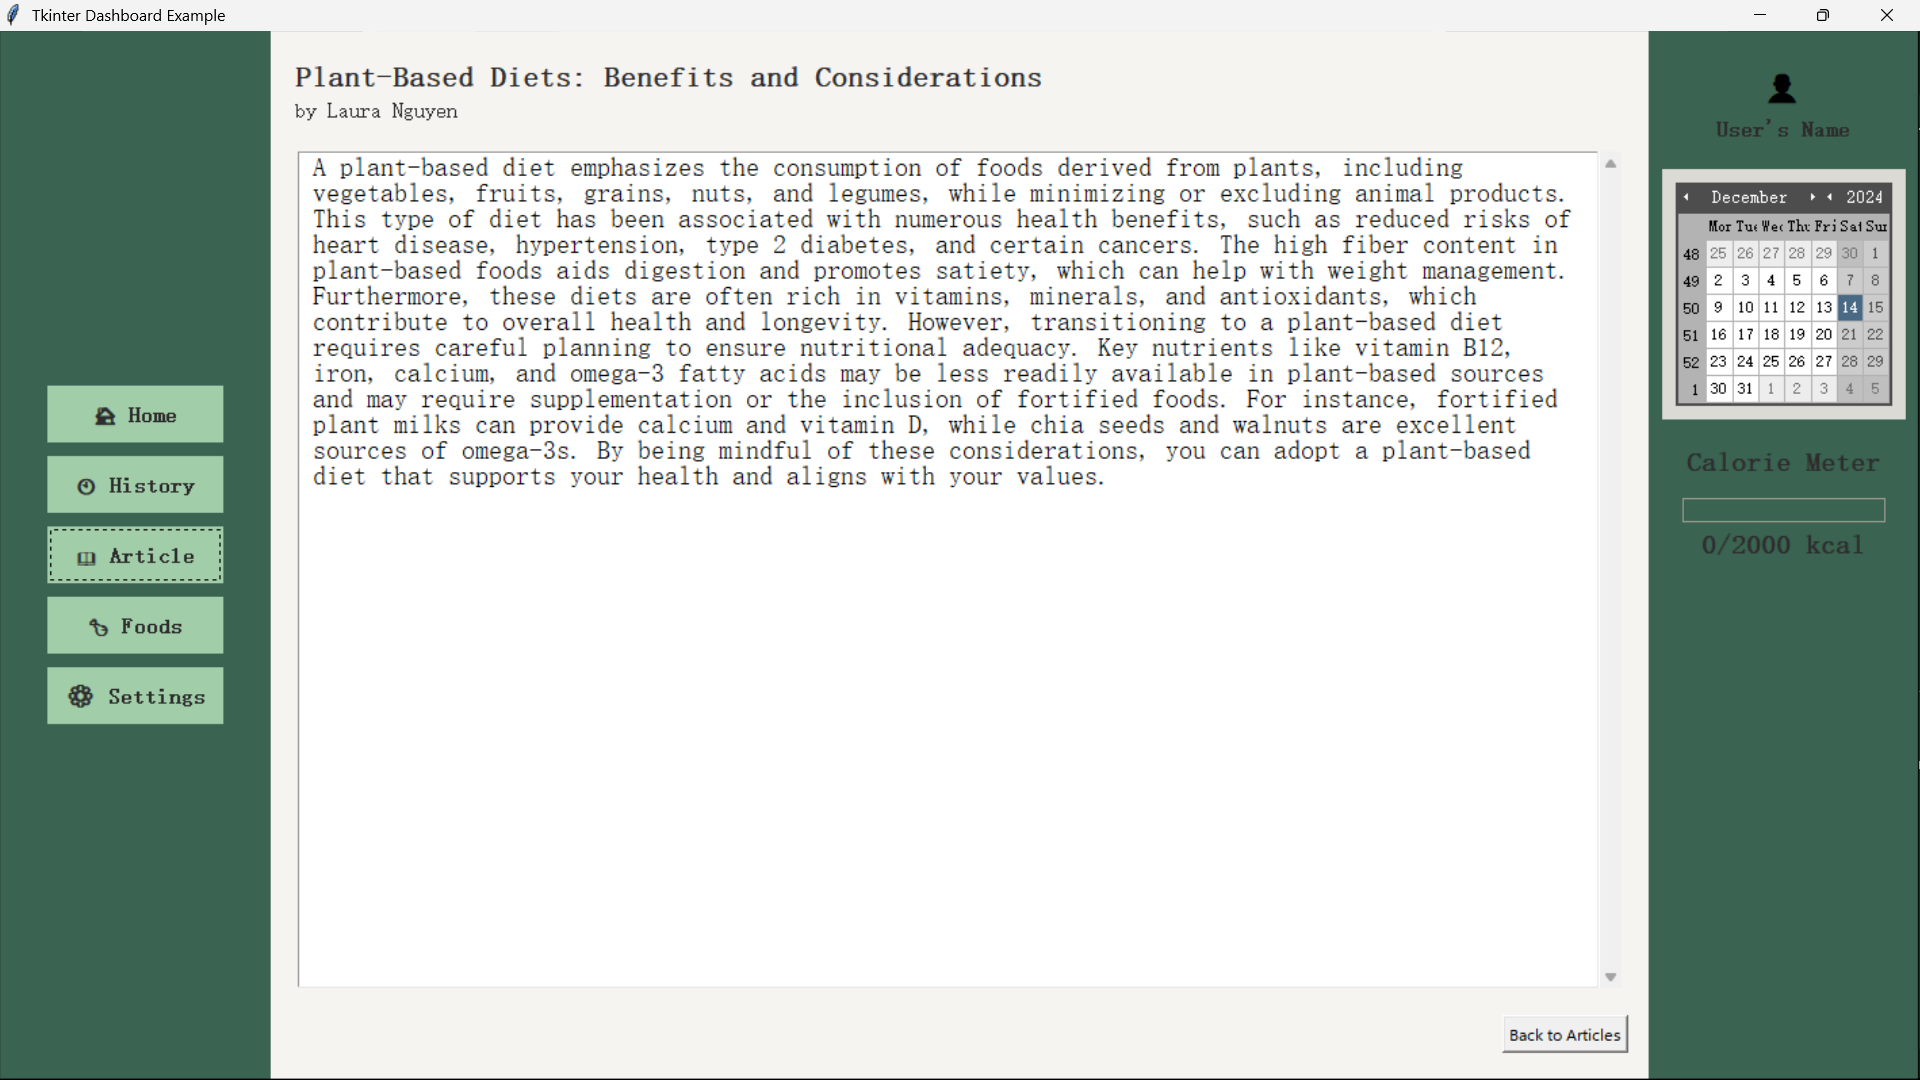 Tkinter Dashboard Example
Plant-Based Diets: Benefits and Considerations
by Laura Nguyen
A plant-based diet emphasizes the consumption of foods derived from plants, including
vegetables, fruits, grains, nuts, and legumes, while minimizing or excluding animal products.
This type of diet has been associated with numerous health benefits, such as reduced risks of
heart disease, hypertension, type 2 diabetes, and certain cancers. The high fiber content in
plant-based foods aids digestion and promotes satiety, which can help with weight management.
Furthermore, these diets are often rich in vitamins, minerals, and antioxidants, which
contribute to overall health and longevity. However, transitioning to a plant-based diet
requires careful planning to ensure nutritional adequacy. Key nutrients like vitamin B12,
iron, calcium, and omega-3 fatty acids may be less readily available in plant-based sources
and may require supplementation or the inclusion of fortified foods. For instance, fortified
plant milks can provide calcium and vitamin D, while chia seeds and walnuts are excellent
sources of omega-3s. By being mindful of these considerations, you can adopt a plant-based
diet that supports your health and aligns with your values.
Back to Articles
Home
History
Article
Foods
Settings
User's Name
December 2024
Mon Tue Wed Thu Fri Sat Sun
48 25 26 27 28 29 30 1
49 2 3 4 5 6 7 8
50 9 10 11 12 13 14 15
51 16 17 18 19 20 21 22
52 23 24 25 26 27 28 29
1 30 31 1 2 3 4 5
Calorie Meter
0/2000 kcal